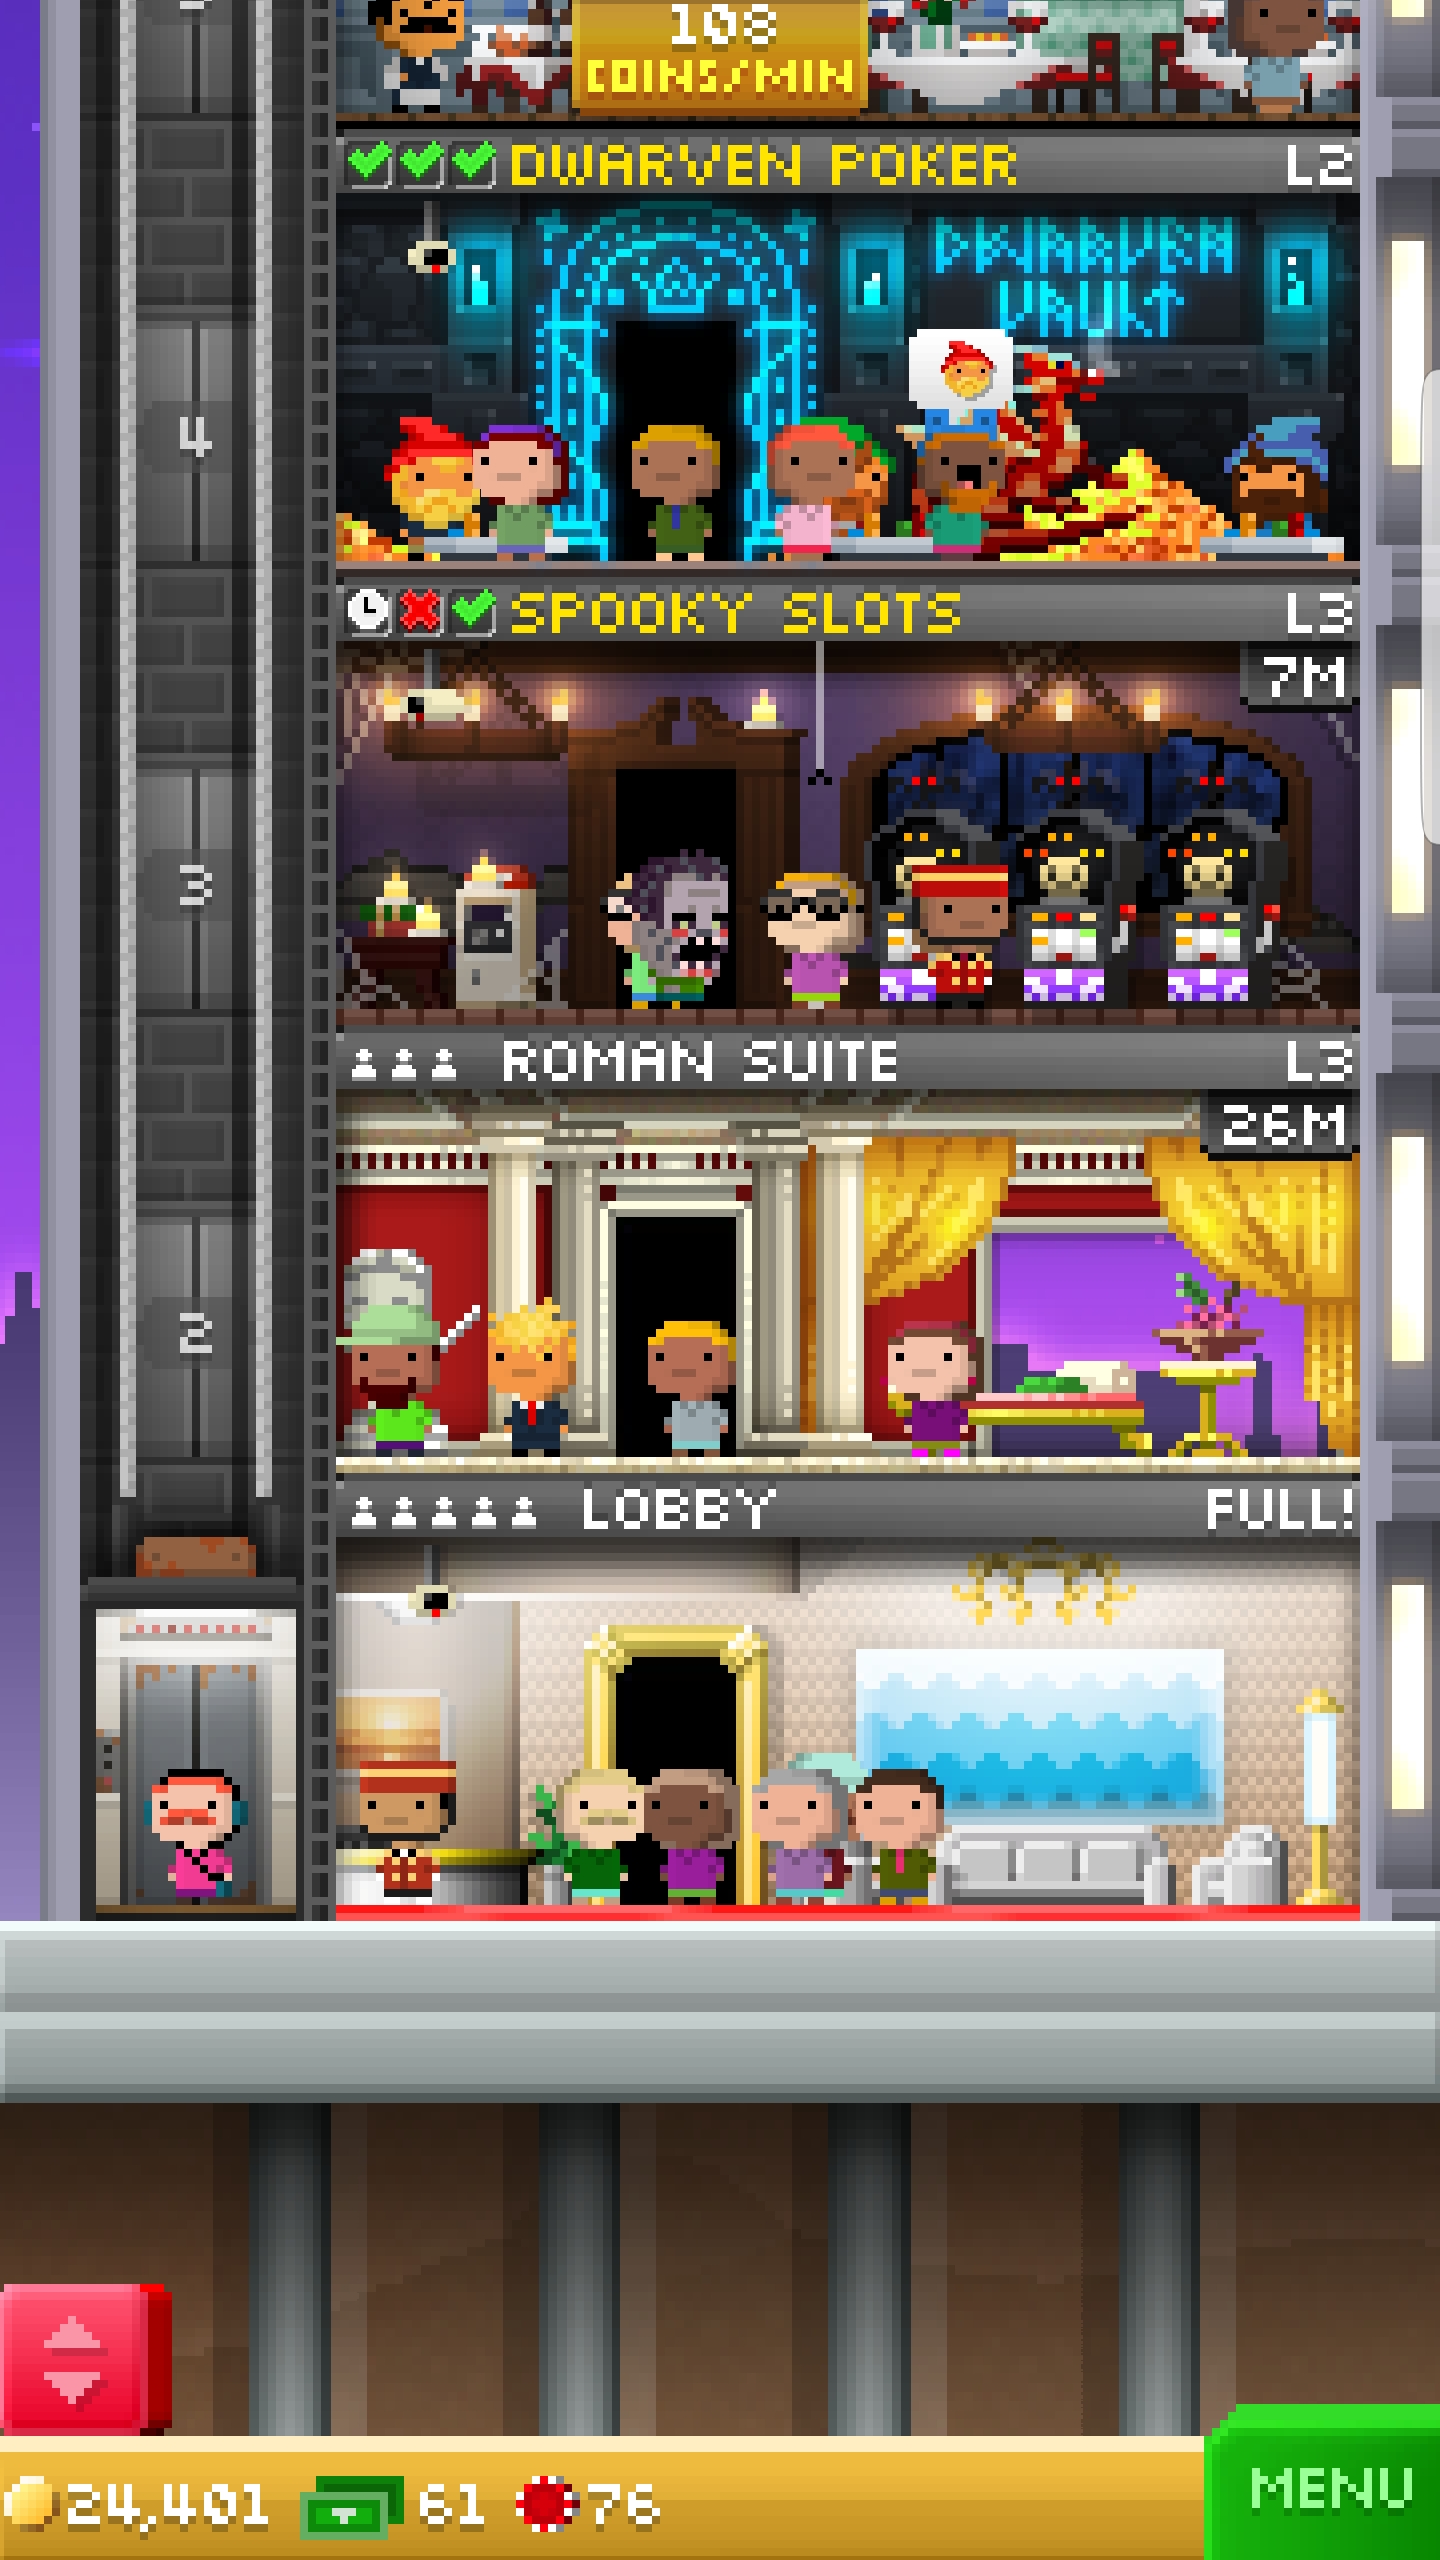 108
COINS/MIN
DWARVEN POKER L2
DWARVEN
VAULT
4
SPOOKY SLOTS L3
7M
3
ROMAN SUITE L3
26M
2
LOBBY FULL!
24,401 61 76
MENU